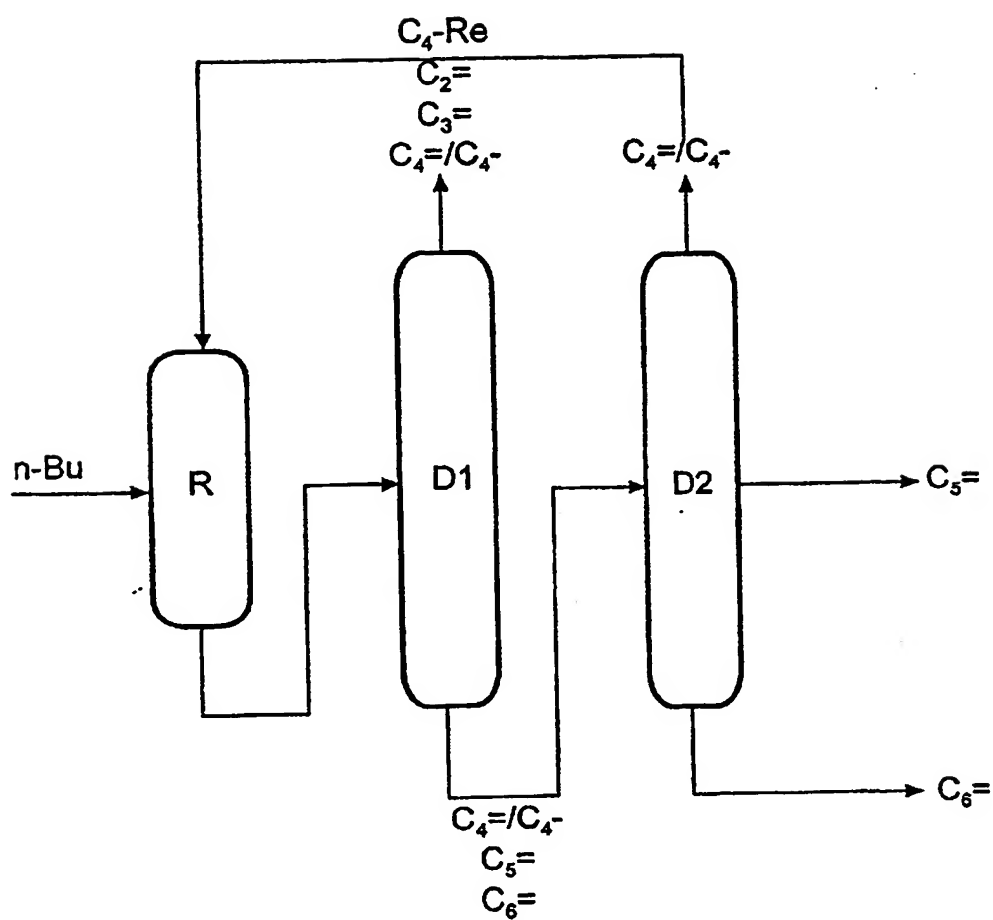 C₄-Re
C₂=
C₃=
C₄=/C₄-
C₄=/C₄-
n-Bu
R
D1
D2
C₅=
C₆=
C₄=/C₄-
C₅=
C₆=